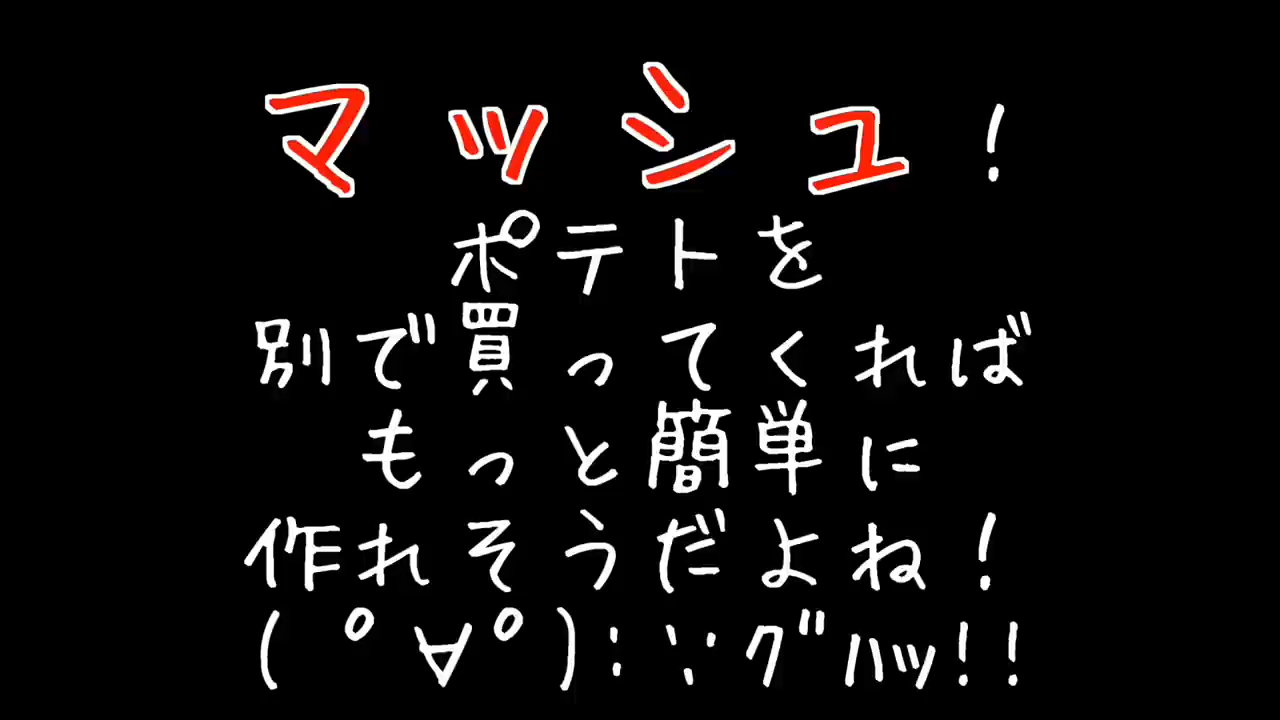 マッシュ!
ポテトを
別で買ってくれば
もっと簡単に
作れそうだよね!
( ゚∀゚):∵グハッ!!